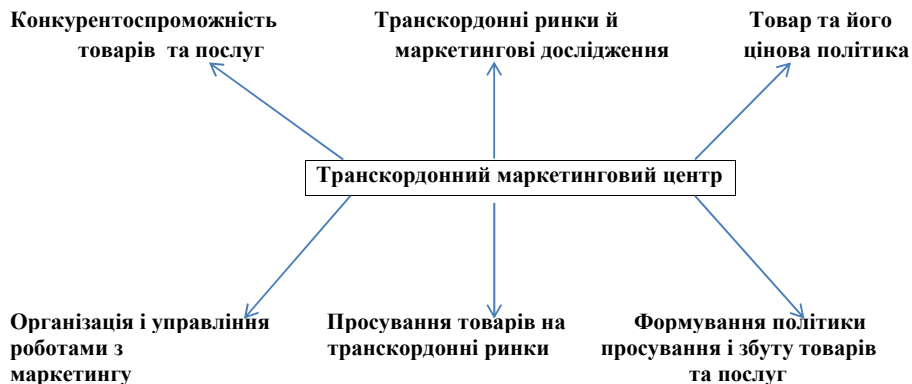 Конкурентоспроможність
товарів та послуг
Транскордонні ринки й
маркетингові дослідження
Товар та його
цінова політика
Транскордонний маркетинговий центр
Організація і управління
роботами з
маркетингу
Просування товарів на
транскордонні ринки
Формування політики
просування і збуту товарів
та послуг